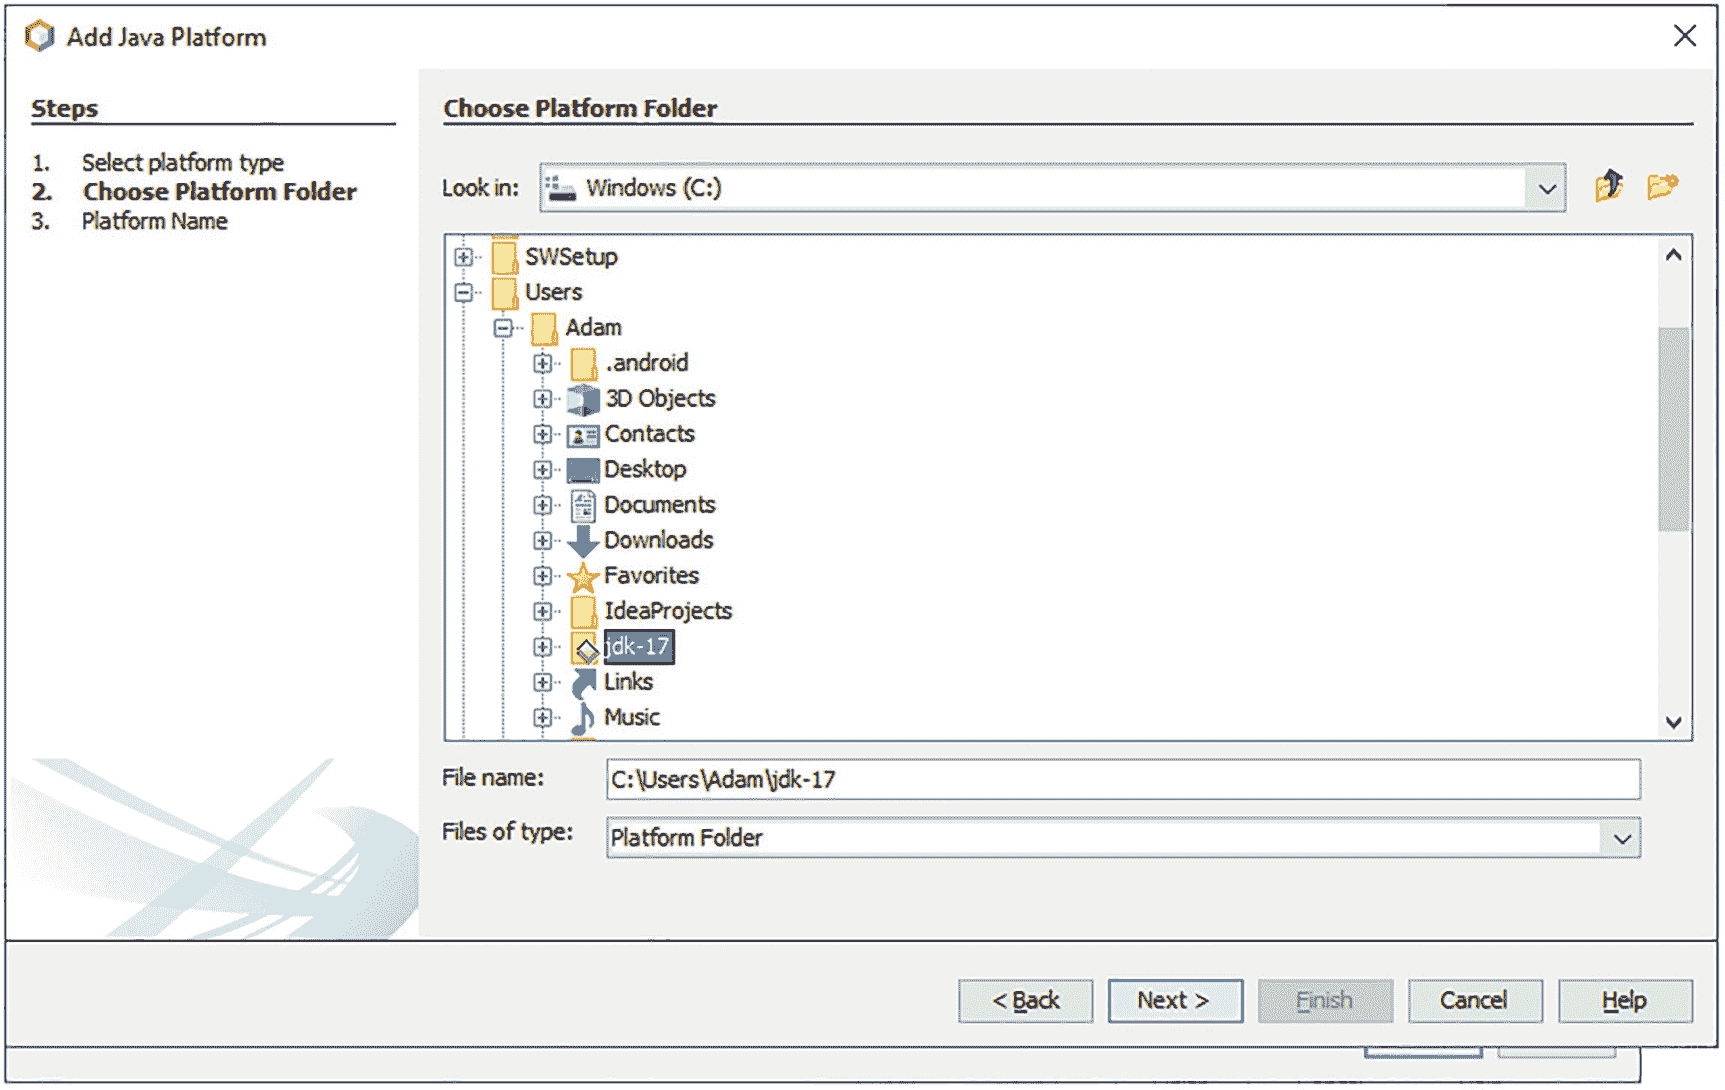 Add Java Platform
Steps
1. Select platform type
2. Choose Platform Folder
3. Platform Name
Choose Platform Folder
Look in: Windows (C:)
SWSetup
Users
Adam
.android
3D Objects
Contacts
Desktop
Documents
Downloads
Favorites
IdeaProjects
jdk-17
Links
Music
File name: C:\Users\Adam\jdk-17
Files of type: Platform Folder
< Back Next > Finish Cancel Help